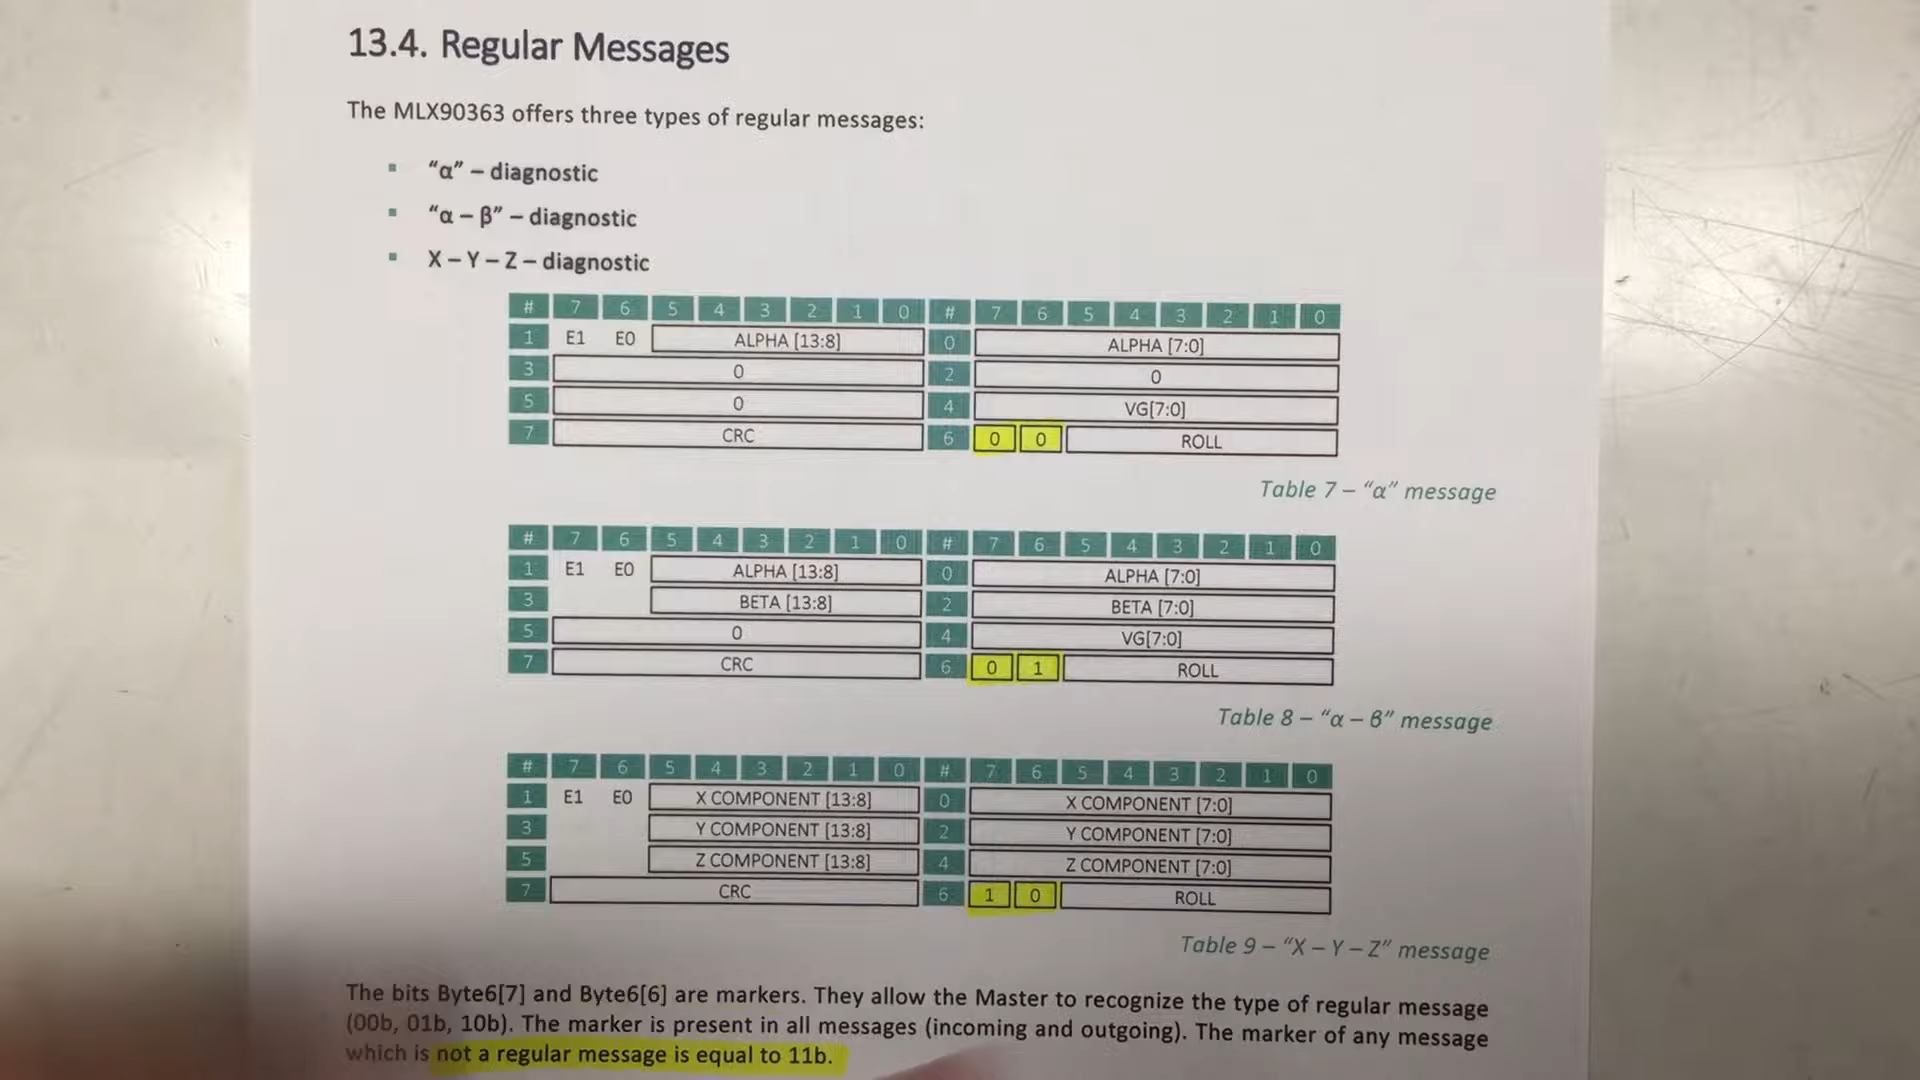 13.4. Regular Messages
The MLX90363 offers three types of regular messages:
▪ “α” – diagnostic
▪ “α – β” – diagnostic
▪ X – Y – Z – diagnostic
# 7 6 5 4 3 2 1 0 # 7 6 5 4 3 2 1 0
1 E1 E0 ALPHA [13:8] 0 ALPHA [7:0]
3 0 2 0
5 0 4 VG[7:0]
7 CRC 6 0 0 ROLL
Table 7 – “α” message
# 7 6 5 4 3 2 1 0 # 7 6 5 4 3 2 1 0
1 E1 E0 ALPHA [13:8] 0 ALPHA [7:0]
3 BETA [13:8] 2 BETA [7:0]
5 0 4 VG[7:0]
7 CRC 6 0 1 ROLL
Table 8 – “α – β” message
# 7 6 5 4 3 2 1 0 # 7 6 5 4 3 2 1 0
1 E1 E0 X COMPONENT [13:8] 0 X COMPONENT [7:0]
3 Y COMPONENT [13:8] 2 Y COMPONENT [7:0]
5 Z COMPONENT [13:8] 4 Z COMPONENT [7:0]
7 CRC 6 1 0 ROLL
Table 9 – “X – Y – Z” message
The bits Byte6[7] and Byte6[6] are markers. They allow the Master to recognize the type of regular message
(00b, 01b, 10b). The marker is present in all messages (incoming and outgoing). The marker of any message
which is not a regular message is equal to 11b.